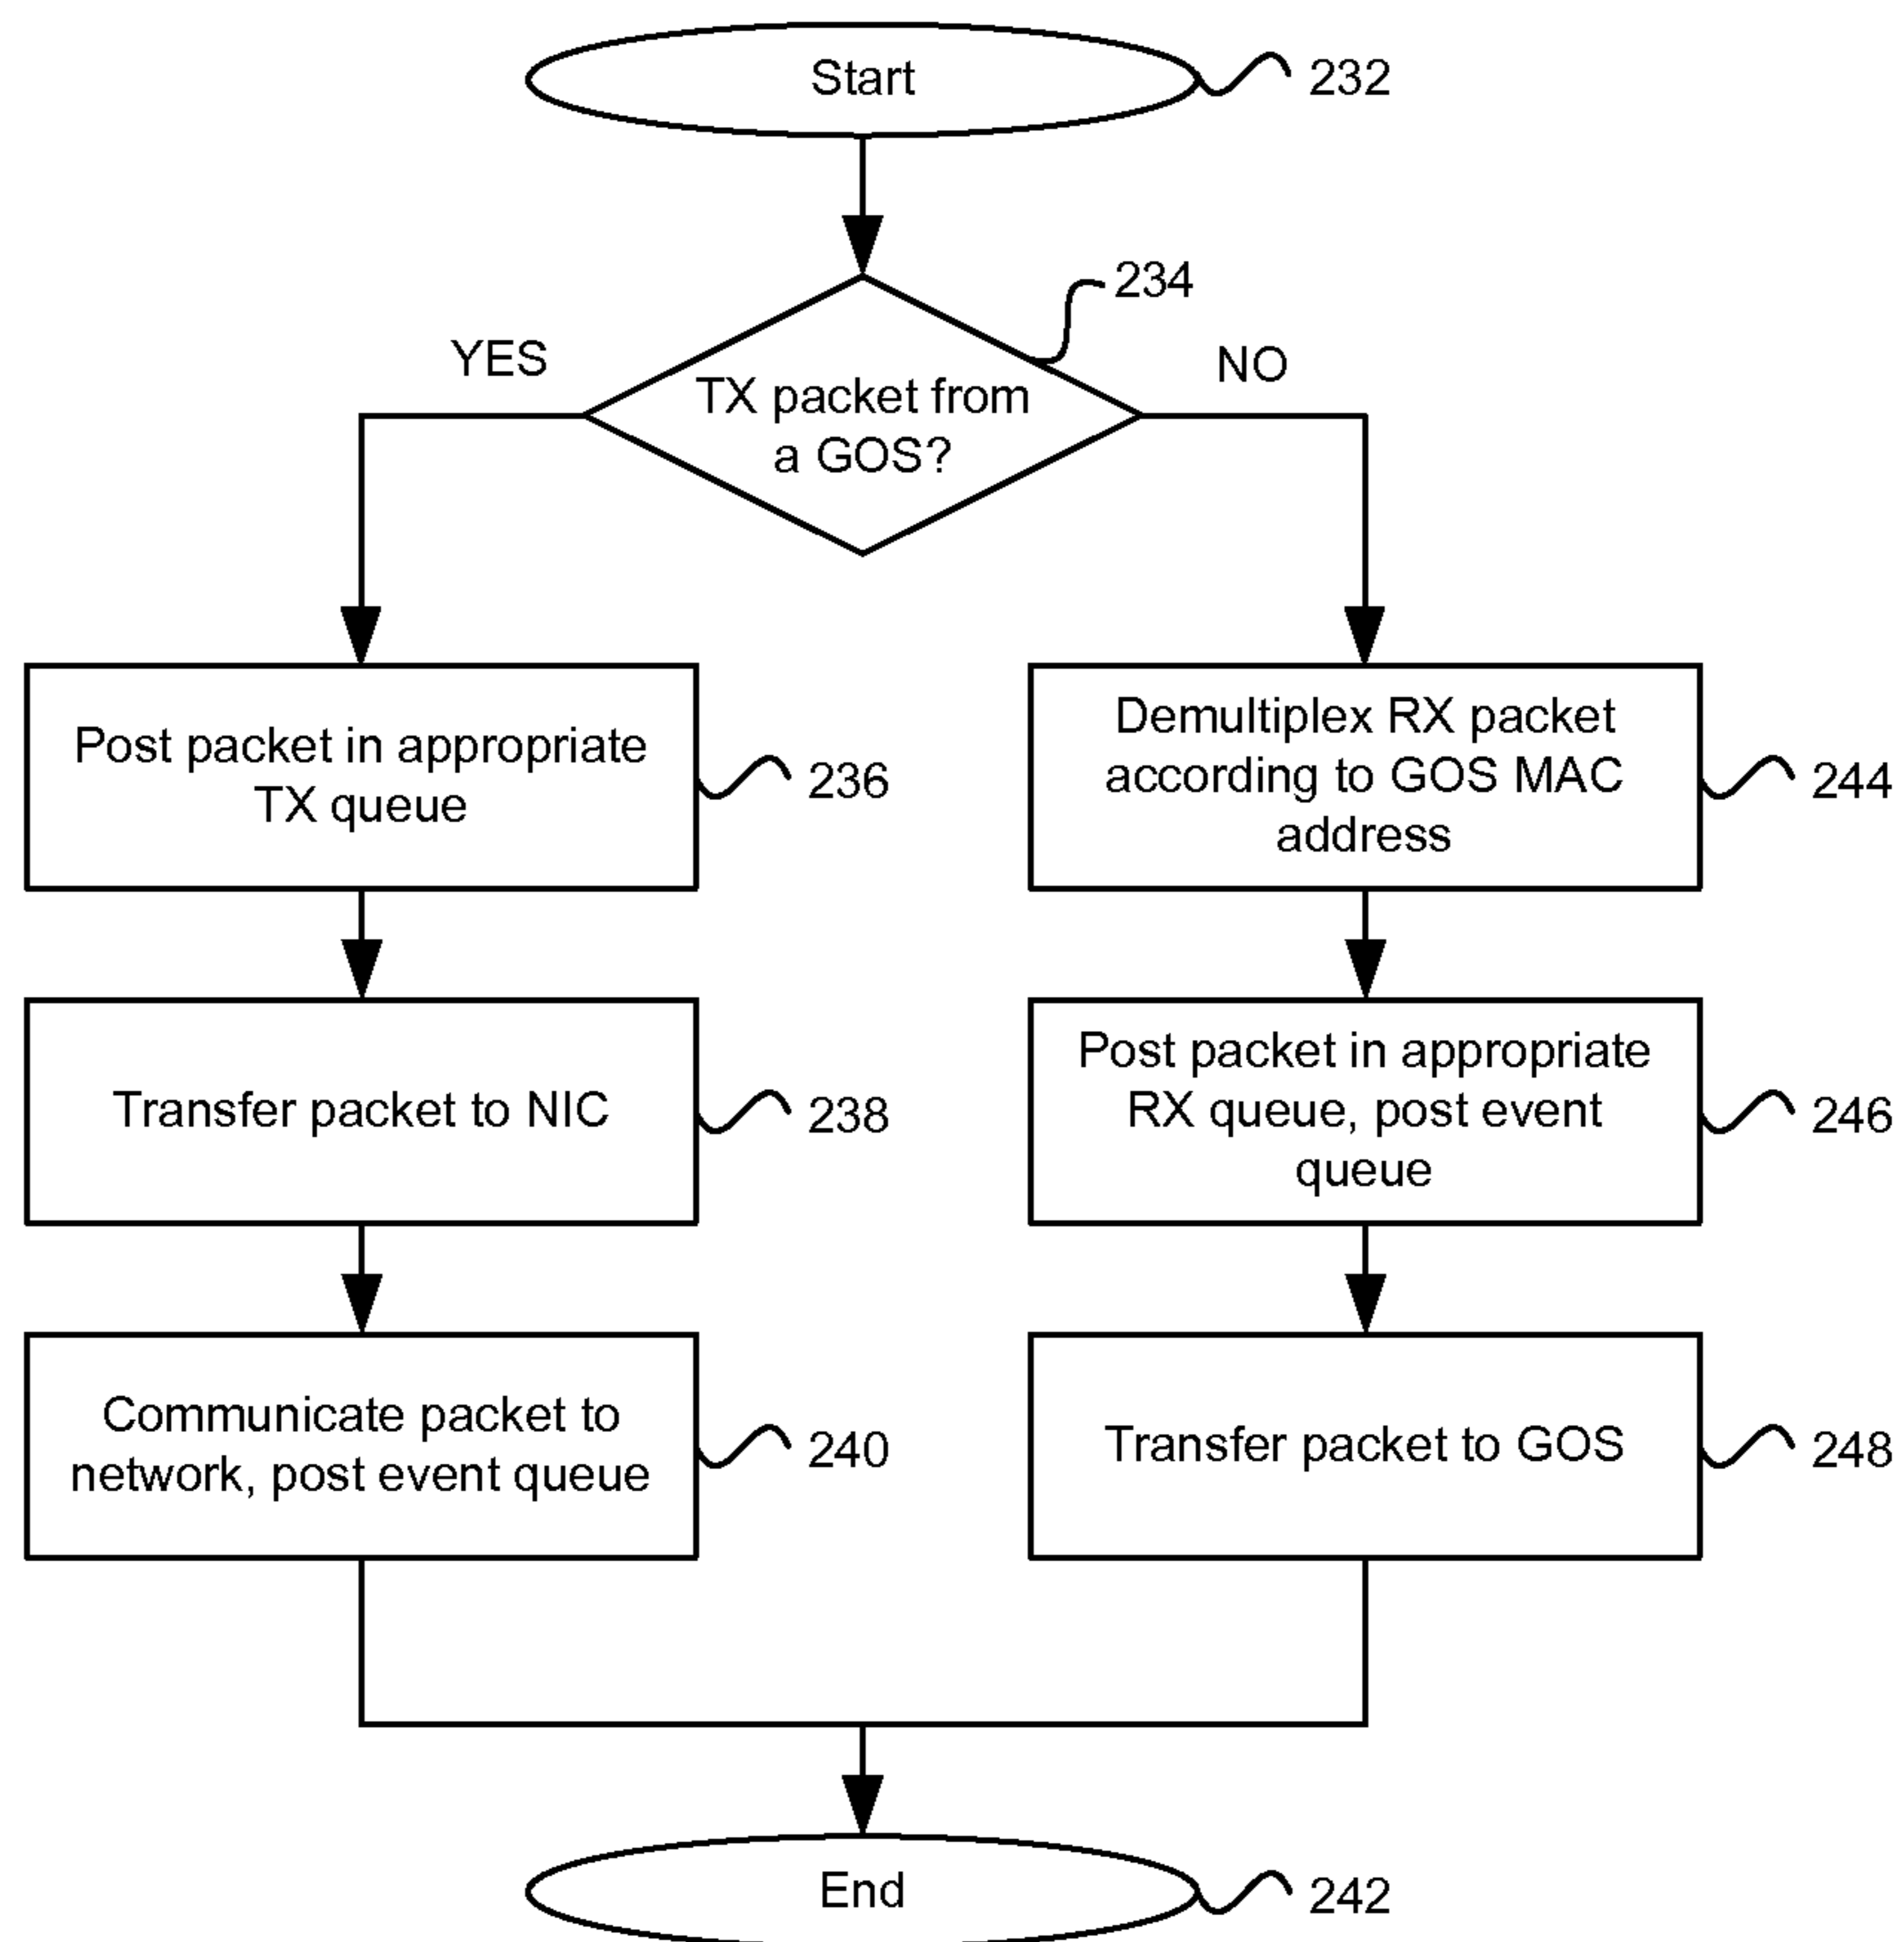 Start
232
234
YES
NO
TX packet from
a GOS?
Post packet in appropriate
TX queue
236
Demultiplex RX packet
according to GOS MAC
address
244
Transfer packet to NIC
238
Post packet in appropriate
RX queue, post event
queue
246
Communicate packet to
network, post event queue
240
Transfer packet to GOS
248
End
242